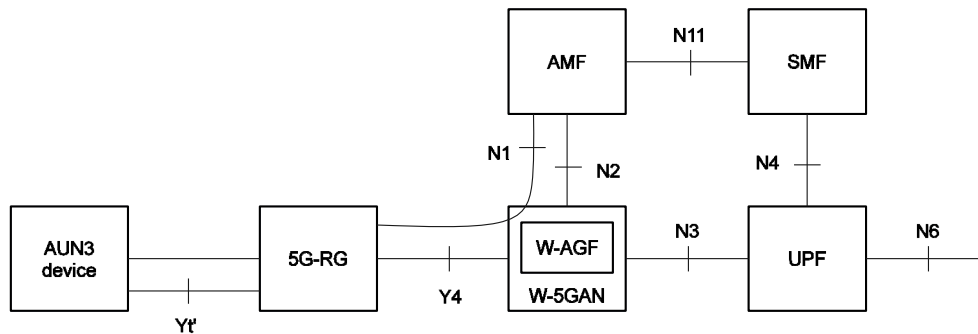 N11
AMF
SMF
N1
N2
N4
AUN3
device
5G-RG
W-AGF
W-5GAN
N3
UPF
N6
Y4
Yt'